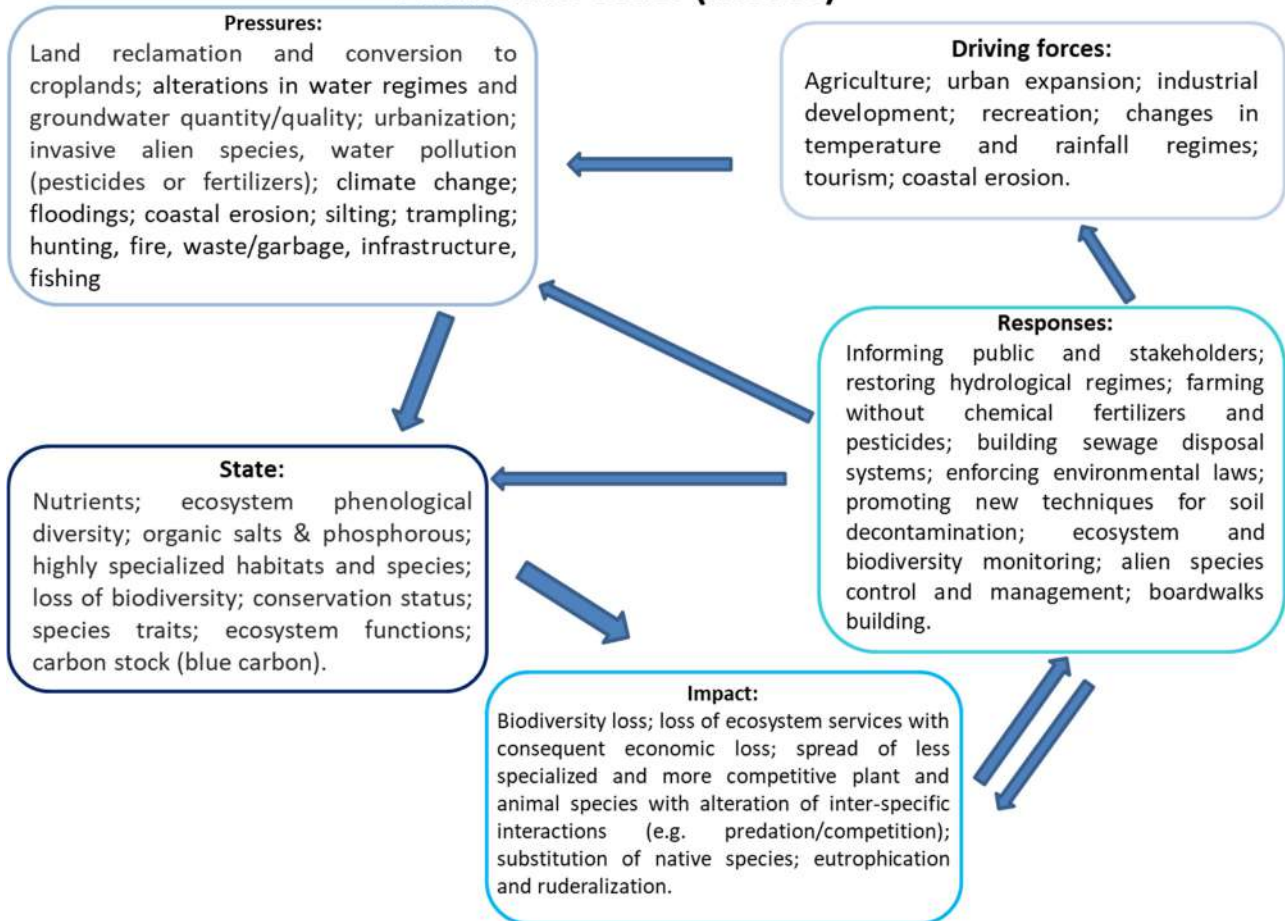 Pressures:
Land reclamation and conversion to
croplands; alterations in water regimes and
groundwater quantity/quality; urbanization;
invasive alien species, water pollution
(pesticides or fertilizers); climate change;
floodings; coastal erosion; silting; trampling;
hunting, fire, waste/garbage, infrastructure,
fishing
Driving forces:
Agriculture; urban expansion; industrial
development; recreation; changes in
temperature and rainfall regimes;
tourism; coastal erosion.
Responses:
Informing public and stakeholders;
restoring hydrological regimes; farming
without chemical fertilizers and
pesticides; building sewage disposal
systems; enforcing environmental laws;
promoting new techniques for soil
decontamination; ecosystem and
biodiversity monitoring; alien species
control and management; boardwalks
building.
State:
Nutrients; ecosystem phenological
diversity; organic salts & phosphorous;
highly specialized habitats and species;
loss of biodiversity; conservation status;
species traits; ecosystem functions;
carbon stock (blue carbon).
Impact:
Biodiversity loss; loss of ecosystem services with
consequent economic loss; spread of less
specialized and more competitive plant and
animal species with alteration of inter-specific
interactions (e.g. predation/competition);
substitution of native species; eutrophication
and ruderalization.